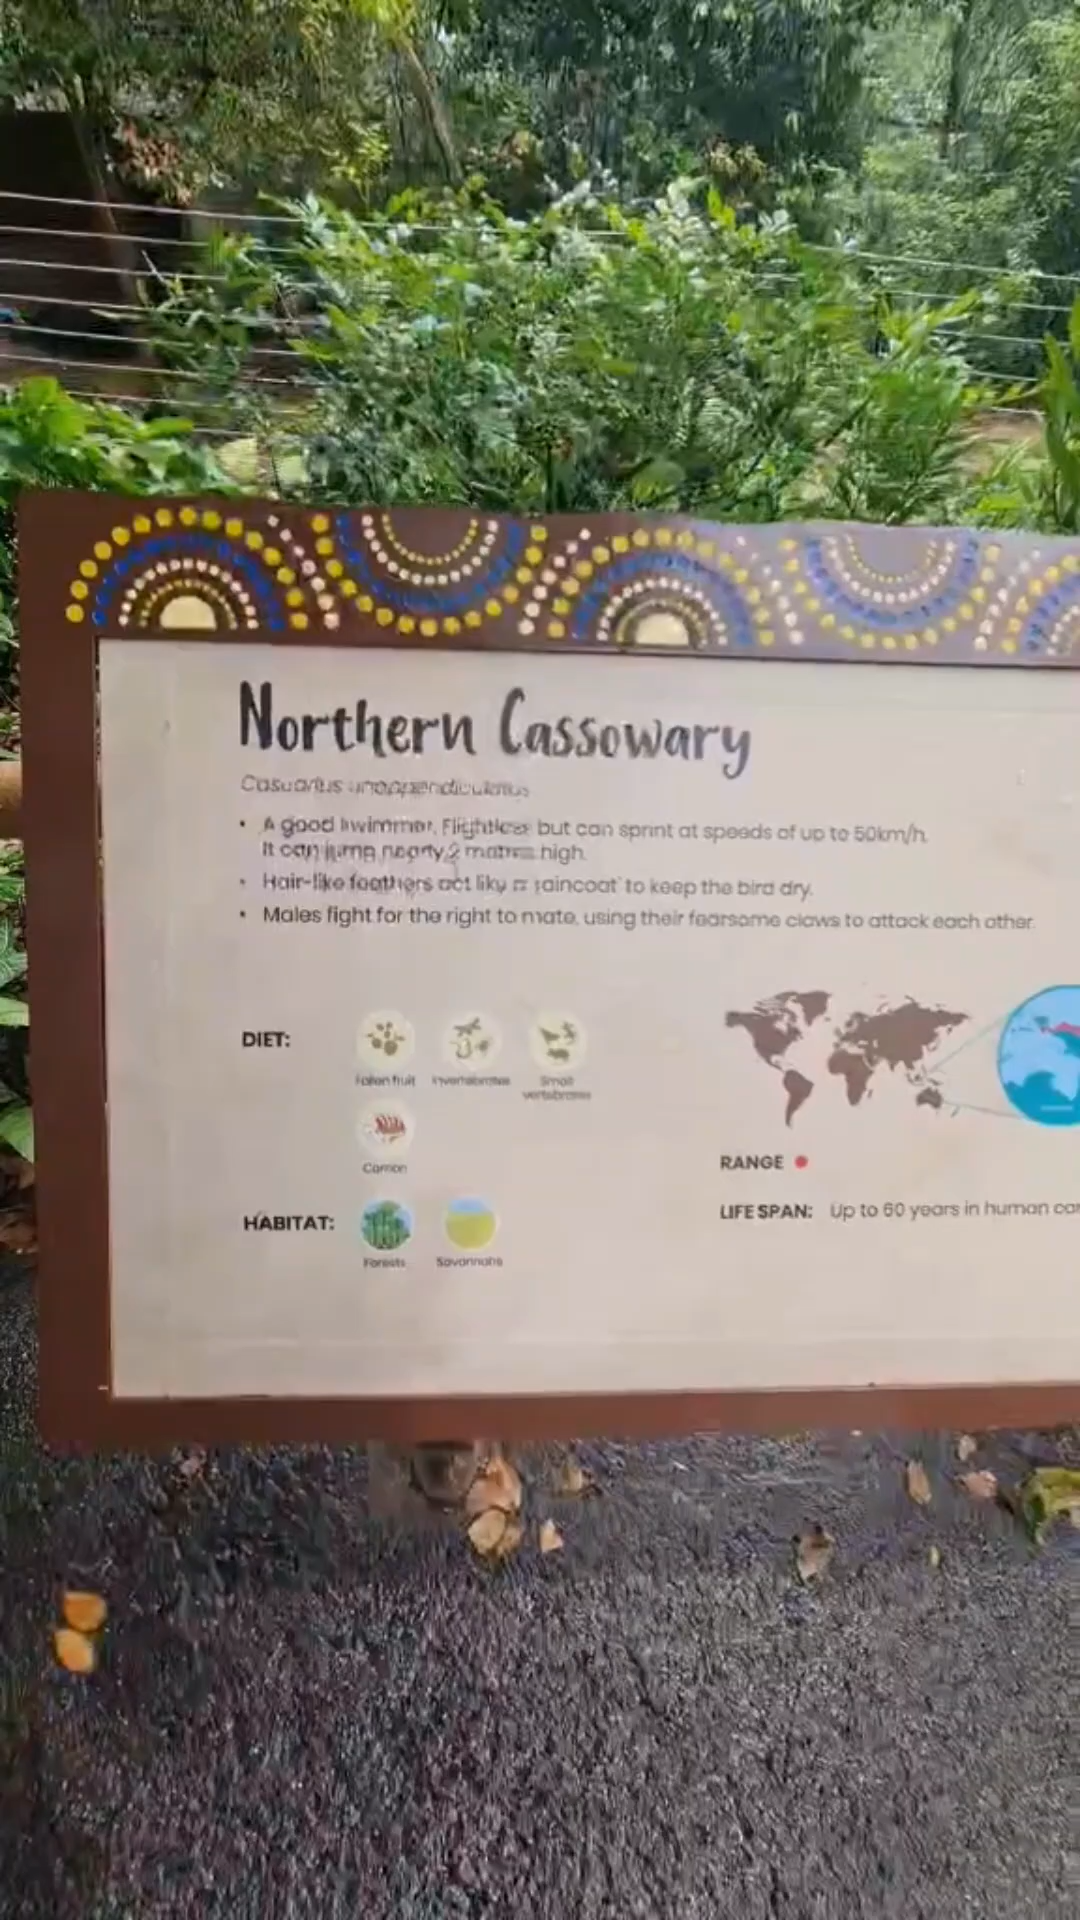 Northern Cassowary
Casuarius unappendiculatus
• A good swimmer. Flightless but can sprint at speeds of up to 50km/h.
It can jump nearly 2 metres high.
• Hair-like feathers act like a 'raincoat' to keep the bird dry.
• Males fight for the right to mate, using their fearsome claws to attack each other.
DIET:
Fallen fruit
Invertebrates
Small
vertebrates
Carrion
HABITAT:
Forests
Savannahs
RANGE
LIFE SPAN: Up to 60 years in human